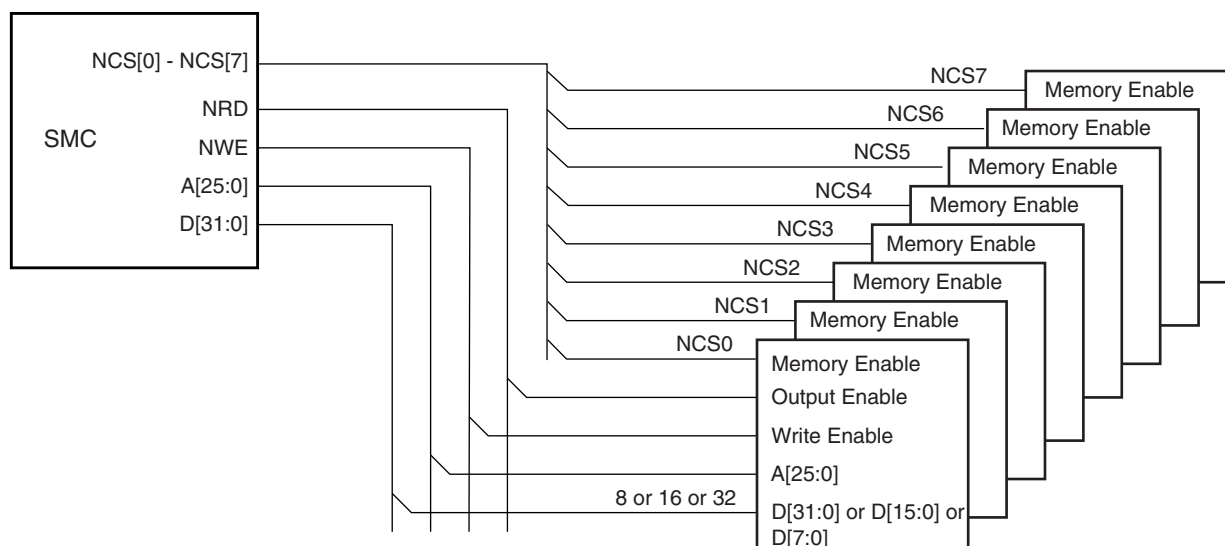 NCS[0] - NCS[7]
NRD
SMC
NWE
A[25:0]
D[31:0]
NCS7
Memory Enable
NCS6
Memory Enable
NCS5
Memory Enable
NCS4
Memory Enable
NCS3
Memory Enable
NCS2
Memory Enable
NCS1
Memory Enable
NCS0
Memory Enable
Output Enable
Write Enable
A[25:0]
8 or 16 or 32
D[31:0] or D[15:0] or
D[7:0]